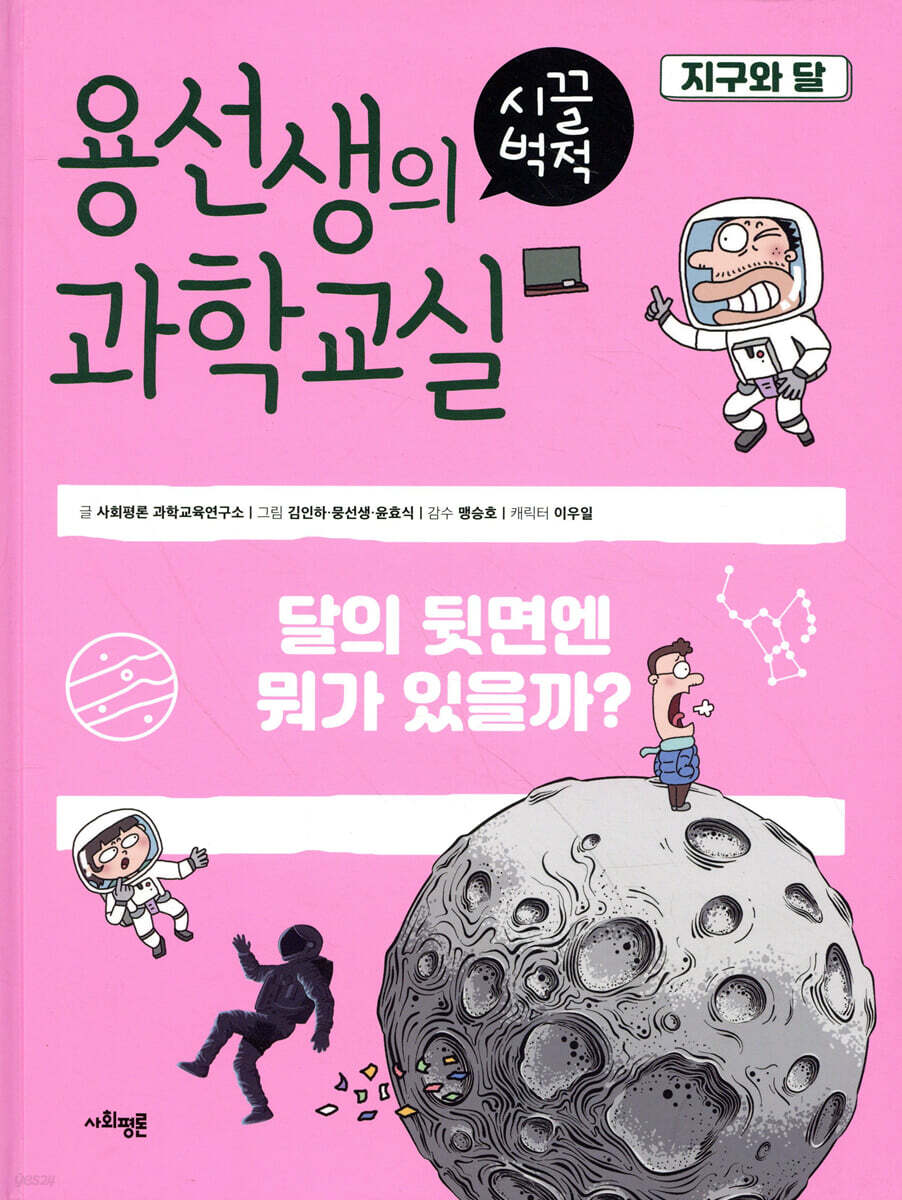 지구와 달
시끌
벅적
용선생의
과학교실
글 사회평론 과학교육연구소 | 그림 김인하·뭉선생·윤효식 | 감수 맹승호 | 캐릭터 이우일
달의 뒷면엔
뭐가 있을까?
사회평론
yes24